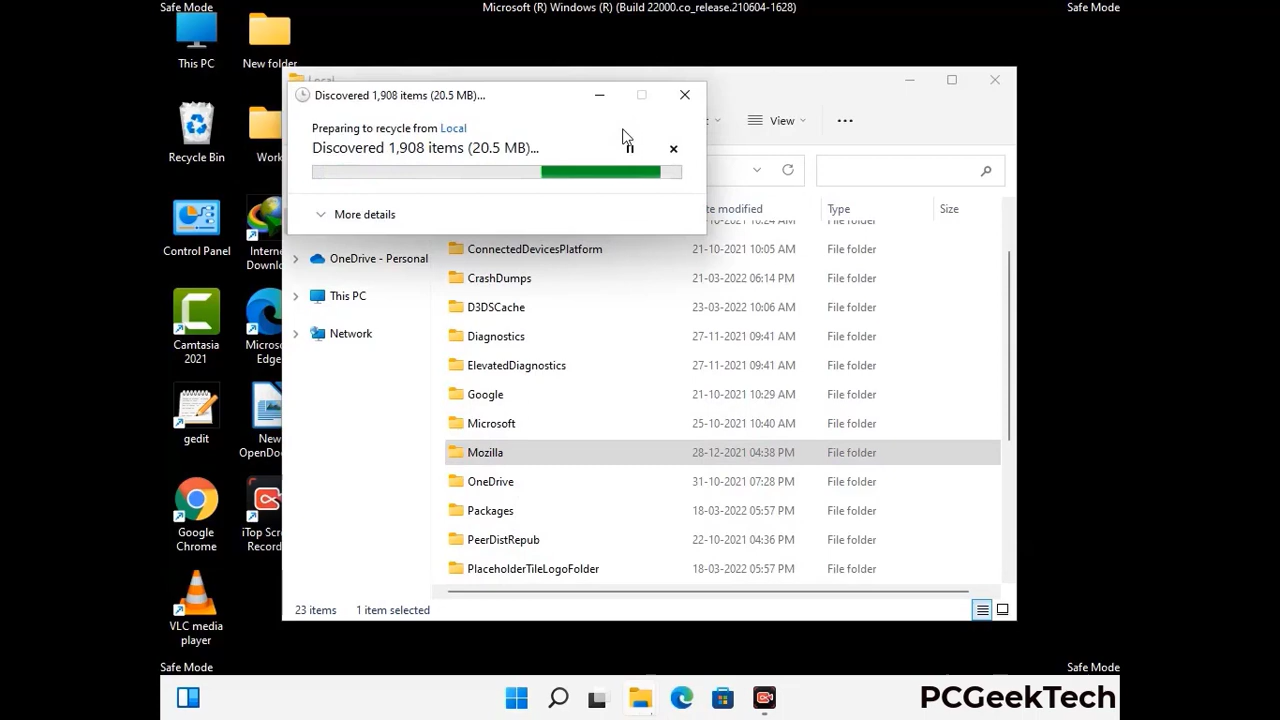 Safe Mode
Microsoft (R) Windows (R) (Build 22000.co_release.210604-1628)
Safe Mode
This PC
New folder
Recycle Bin
Work
Control Panel
Camtasia
2021
Edge
gedit
New
Google
Chrome
VLC media
player
Local
Discovered 1,908 items (20.5 MB)...
Preparing to recycle from Local
Discovered 1,908 items (20.5 MB)...
More details
View
OneDrive - Personal
This PC
Network
modified
Type
Size
File folder
ConnectedDevicesPlatform 21-10-2021 10:05 AM File folder
CrashDumps 21-03-2022 06:14 PM File folder
D3DSCache 23-03-2022 10:06 AM File folder
Diagnostics 27-11-2021 09:41 AM File folder
ElevatedDiagnostics 27-11-2021 09:41 AM File folder
Google 21-10-2021 10:29 AM File folder
Microsoft 25-10-2021 10:40 AM File folder
Mozilla 28-12-2021 04:38 PM File folder
OneDrive 31-10-2021 07:28 PM File folder
Packages 18-03-2022 05:57 PM File folder
PeerDistRepub 22-10-2021 04:36 PM File folder
PlaceholderTileLogoFolder 18-03-2022 05:57 PM File folder
23 items 1 item selected
Safe Mode
Safe Mode
PCGeekTech